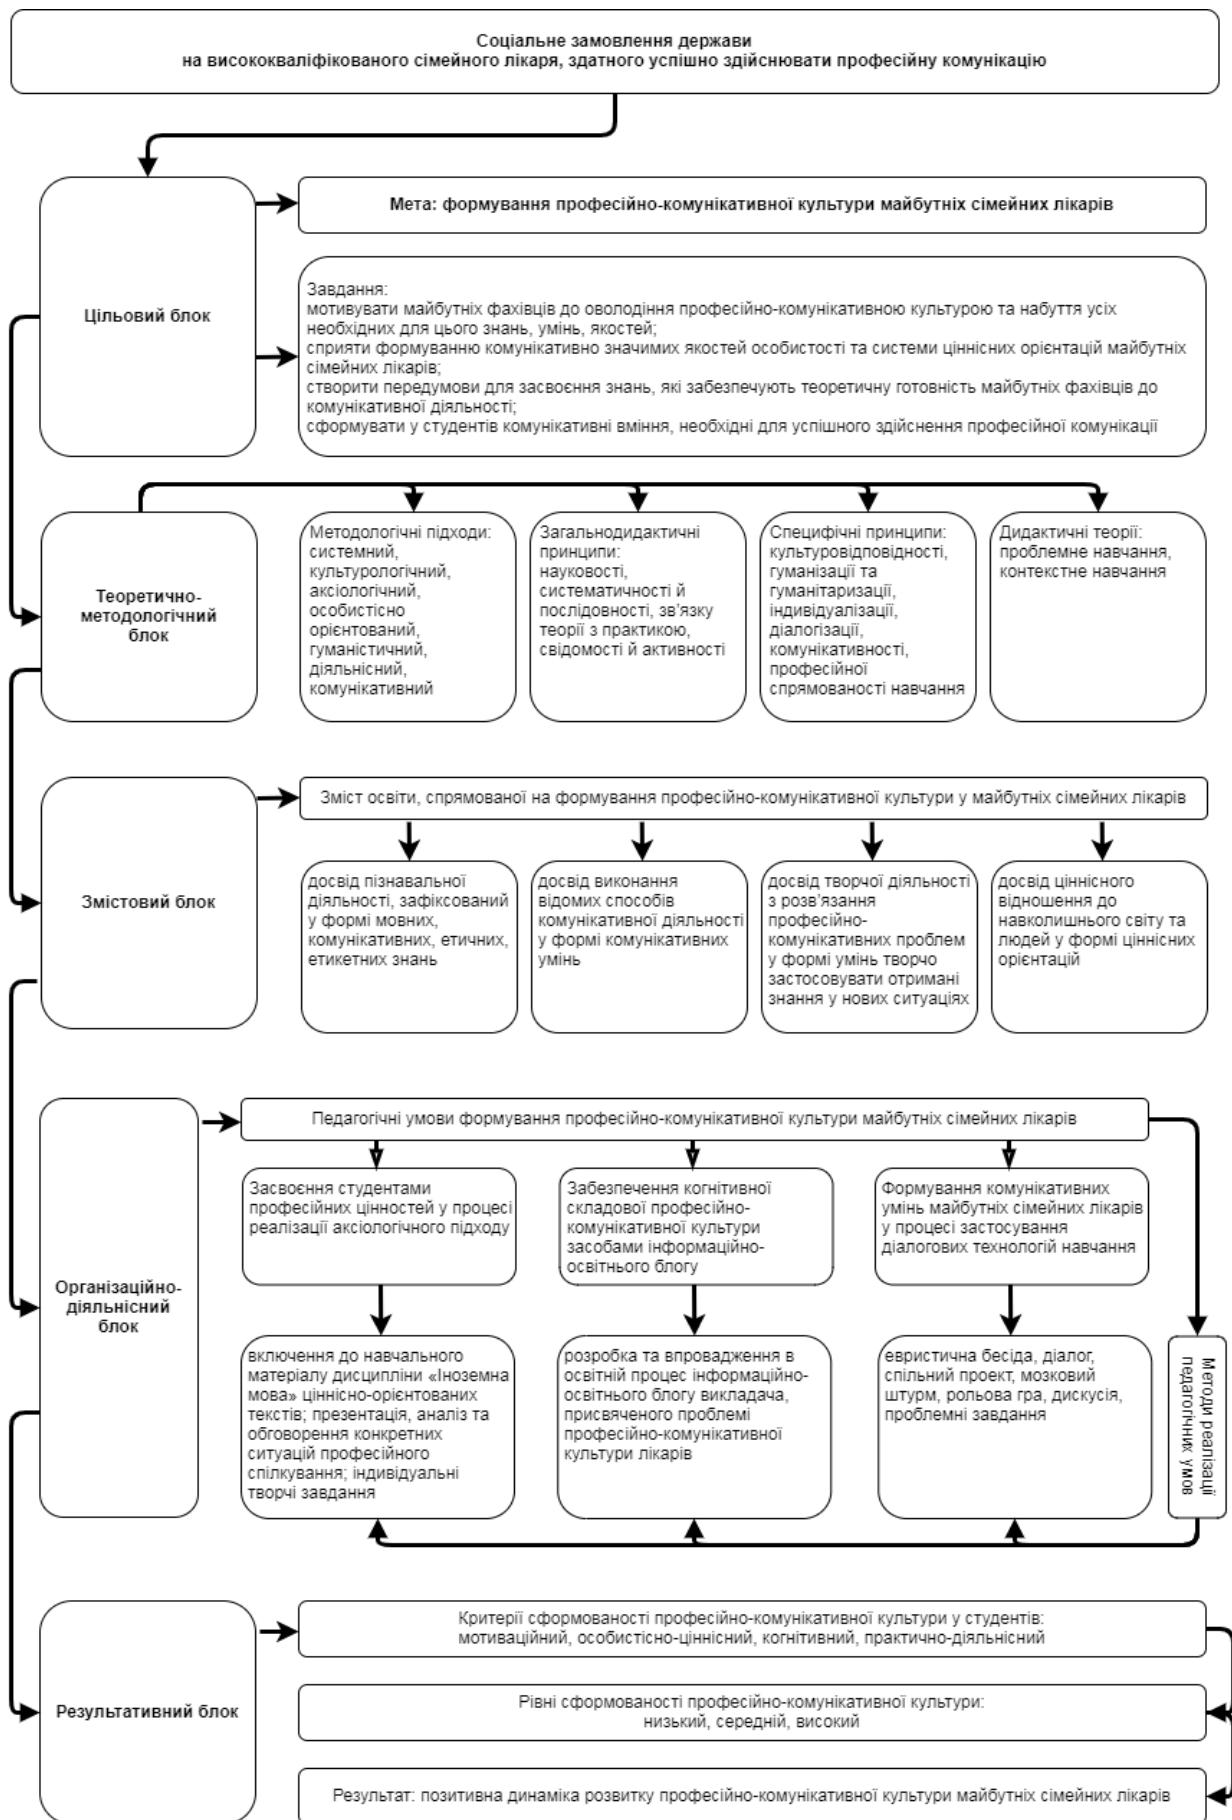 Соціальне замовлення держави
на висококваліфікованого сімейного лікаря, здатного успішно здійснювати професійну комунікацію
Цільовий блок
Мета: формування професійно-комунікативної культури майбутніх сімейних лікарів
Завдання:
мотивувати майбутніх фахівців до оволодіння професійно-комунікативною культурою та набуття усіх
необхідних для цього знань, умінь, якостей;
сприяти формуванню комунікативно значимих якостей особистості та системи ціннісних орієнтацій майбутніх
сімейних лікарів;
створити передумови для засвоєння знань, які забезпечують теоретичну готовність майбутніх фахівців до
комунікативної діяльності;
сформувати у студентів комунікативні вміння, необхідні для успішного здійснення професійної комунікації
Теоретично-
методологічний
блок
Методологічні підходи:
системний,
культурологічний,
аксіологічний,
особистісно
орієнтований,
гуманістичний,
діяльнісний,
комунікативний
Загальнодидактичні
принципи:
науковості,
систематичності й
послідовності, зв'язку
теорії з практикою,
свідомості й активності
Специфічні принципи:
культуровідповідності,
гуманізації та
гуманітаризації,
індивідуалізації,
діалогізації,
комунікативності,
професійної
спрямованості навчання
Дидактичні теорії:
проблемне навчання,
контекстне навчання
Змістовий блок
Зміст освіти, спрямованої на формування професійно-комунікативної культури у майбутніх сімейних лікарів
досвід пізнавальної
діяльності, зафіксований
у формі мовних,
комунікативних, етичних,
етикетних знань
досвід виконання
відомих способів
комунікативної діяльності
у формі комунікативних
умінь
досвід творчої діяльності
з розв'язання
професійно-
комунікативних проблем
у формі умінь творчо
застосовувати отримані
знання у нових ситуаціях
досвід ціннісного
відношення до
навколишнього світу та
людей у формі ціннісних
орієнтацій
Організаційно-
діяльнісний
блок
Педагогічні умови формування професійно-комунікативної культури майбутніх сімейних лікарів
Засвоєння студентами
професійних цінностей у процесі
реалізації аксіологічного підходу
Забезпечення когнітивної
складової професійно-
комунікативної культури
засобами інформаційно-
освітнього блогу
Формування комунікативних
умінь майбутніх сімейних лікарів
у процесі застосування
діалогових технологій навчання
включення до навчального
матеріалу дисципліни «Іноземна
мова» ціннісно-орієнтованих
текстів; презентація, аналіз та
обговорення конкретних
ситуацій професійного
спілкування; індивідуальні
творчі завдання
розробка та впровадження в
освітній процес інформаційно-
освітнього блогу викладача,
присвяченого проблемі
професійно-комунікативної
культури лікарів
евристична бесіда, діалог,
спільний проект, мозковий
штурм, рольова гра, дискусія,
проблемні завдання
Методи реалізації
педагогічних умов
Результативний блок
Критерії сформованості професійно-комунікативної культури у студентів:
мотиваційний, особистісно-ціннісний, когнітивний, практично-діяльнісний
Рівні сформованості професійно-комунікативної культури:
низький, середній, високий
Результат: позитивна динаміка розвитку професійно-комунікативної культури майбутніх сімейних лікарів